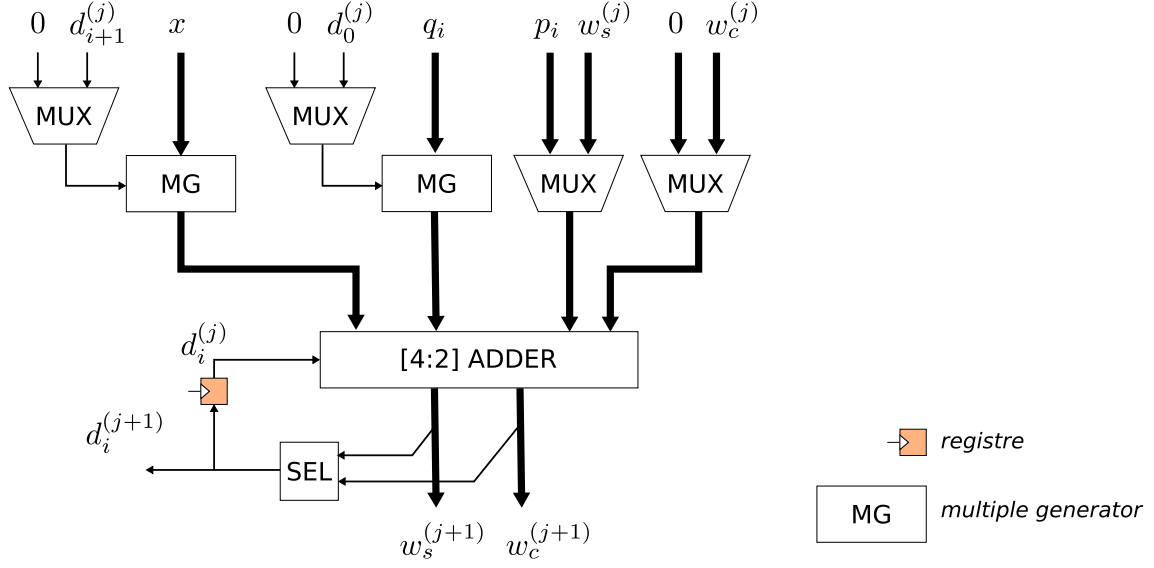 0 d_{i+1}^{(j)} x 0 d_0^{(j)} q_i p_i w_s^{(j)} 0 w_c^{(j)}
MUX MUX
MG MG MUX MUX
d_i^{(j)}
[4:2] ADDER
d_i^{(j+1)}
registre
SEL
MG multiple generator
w_s^{(j+1)} w_c^{(j+1)}